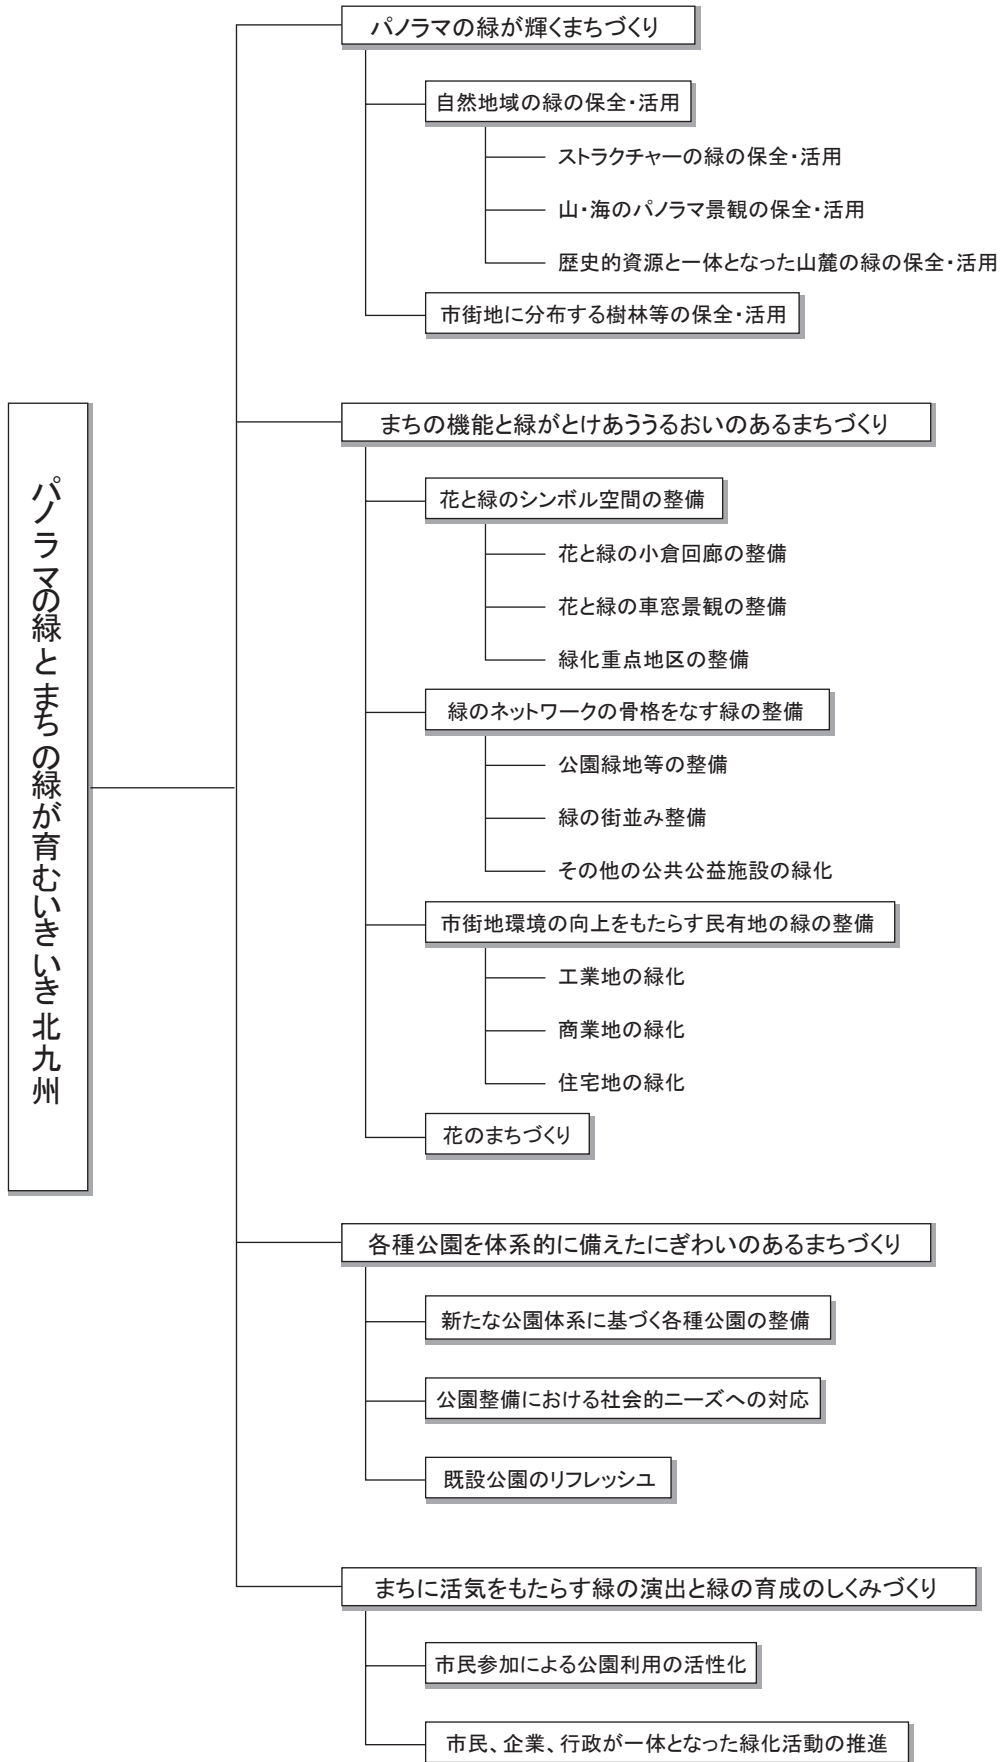 パノラマの緑とまちの緑が育むいきいき北九州
パノラマの緑が輝くまちづくり
自然地域の緑の保全・活用
ストラクチャーの緑の保全・活用
山・海のパノラマ景観の保全・活用
歴史的資源と一体となった山麓の緑の保全・活用
市街地に分布する樹林等の保全・活用
まちの機能と緑がとけあううるおいのあるまちづくり
花と緑のシンボル空間の整備
花と緑の小倉回廊の整備
花と緑の車窓景観の整備
緑化重点地区の整備
緑のネットワークの骨格をなす緑の整備
公園緑地等の整備
緑の街並み整備
その他の公共公益施設の緑化
市街地環境の向上をもたらす民有地の緑の整備
工業地の緑化
商業地の緑化
住宅地の緑化
花のまちづくり
各種公園を体系的に備えたにぎわいのあるまちづくり
新たな公園体系に基づく各種公園の整備
公園整備における社会的ニーズへの対応
既設公園のリフレッシュ
まちに活気をもたらす緑の演出と緑の育成のしくみづくり
市民参加による公園利用の活性化
市民、企業、行政が一体となった緑化活動の推進